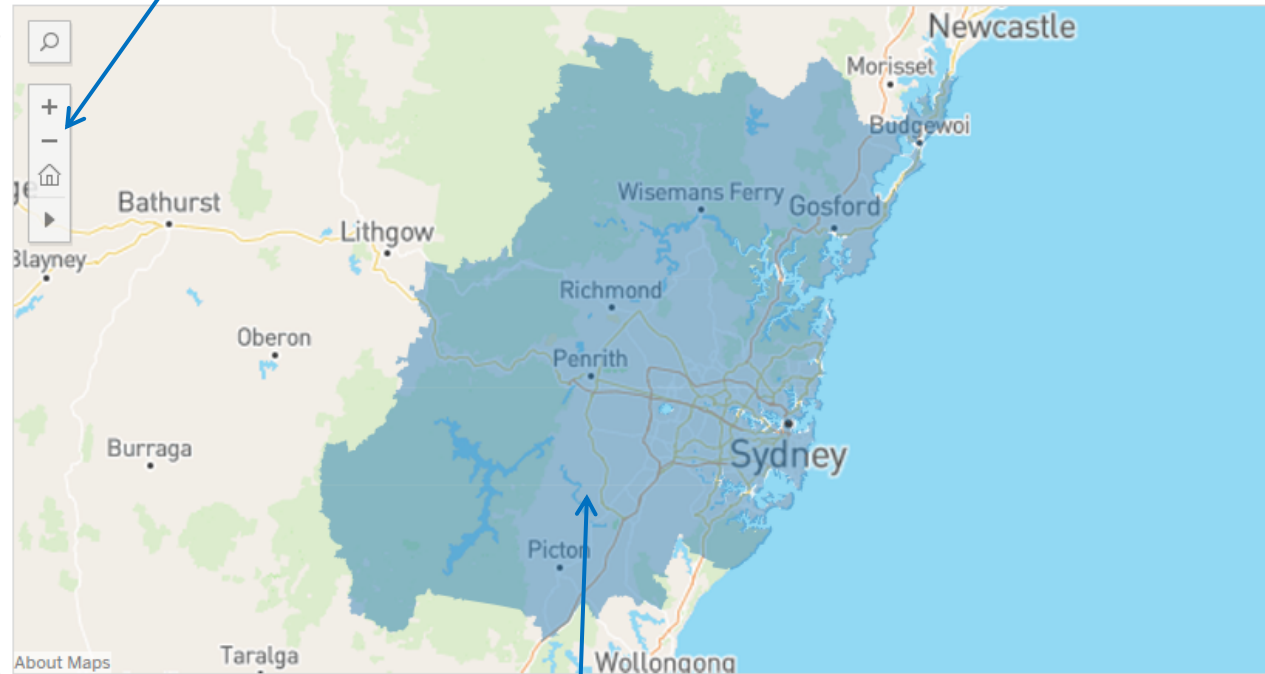 Newcastle
Morisset
Budgewoi
ge
Bathurst
Wisemans Ferry
Gosford
Lithgow
Blayney
Richmond
Oberon
Penrith
Burraga
Sydney
Picton
Taralga
About Maps
Wollongong